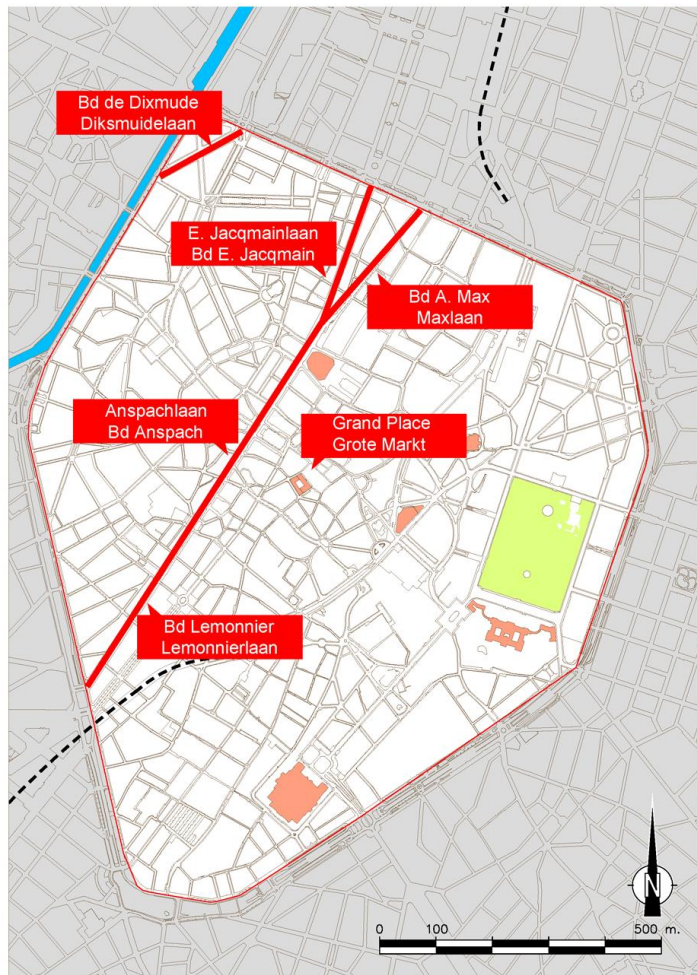 Bd de Dixmude
Diksmuidelaan
E. Jacqmainlaan
Bd E. Jacqmain
Bd A. Max
Maxlaan
Anspachlaan
Bd Anspach
Grand Place
Grote Markt
Bd Lemonnier
Lemonnierlaan
N
0 100 500 m.